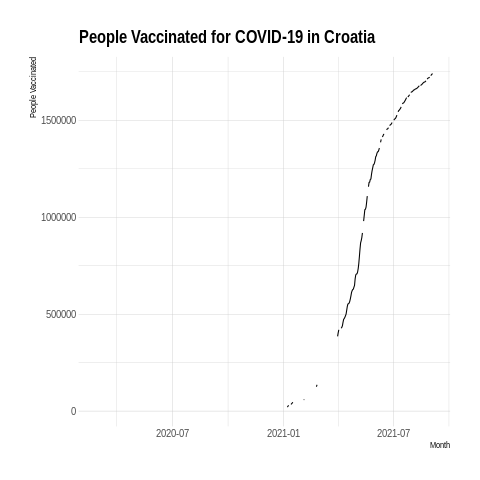 People Vaccinated for COVID-19 in Croatia
People Vaccinated
1500000
1000000
500000
0
2020-07
2021-01
2021-07
Month